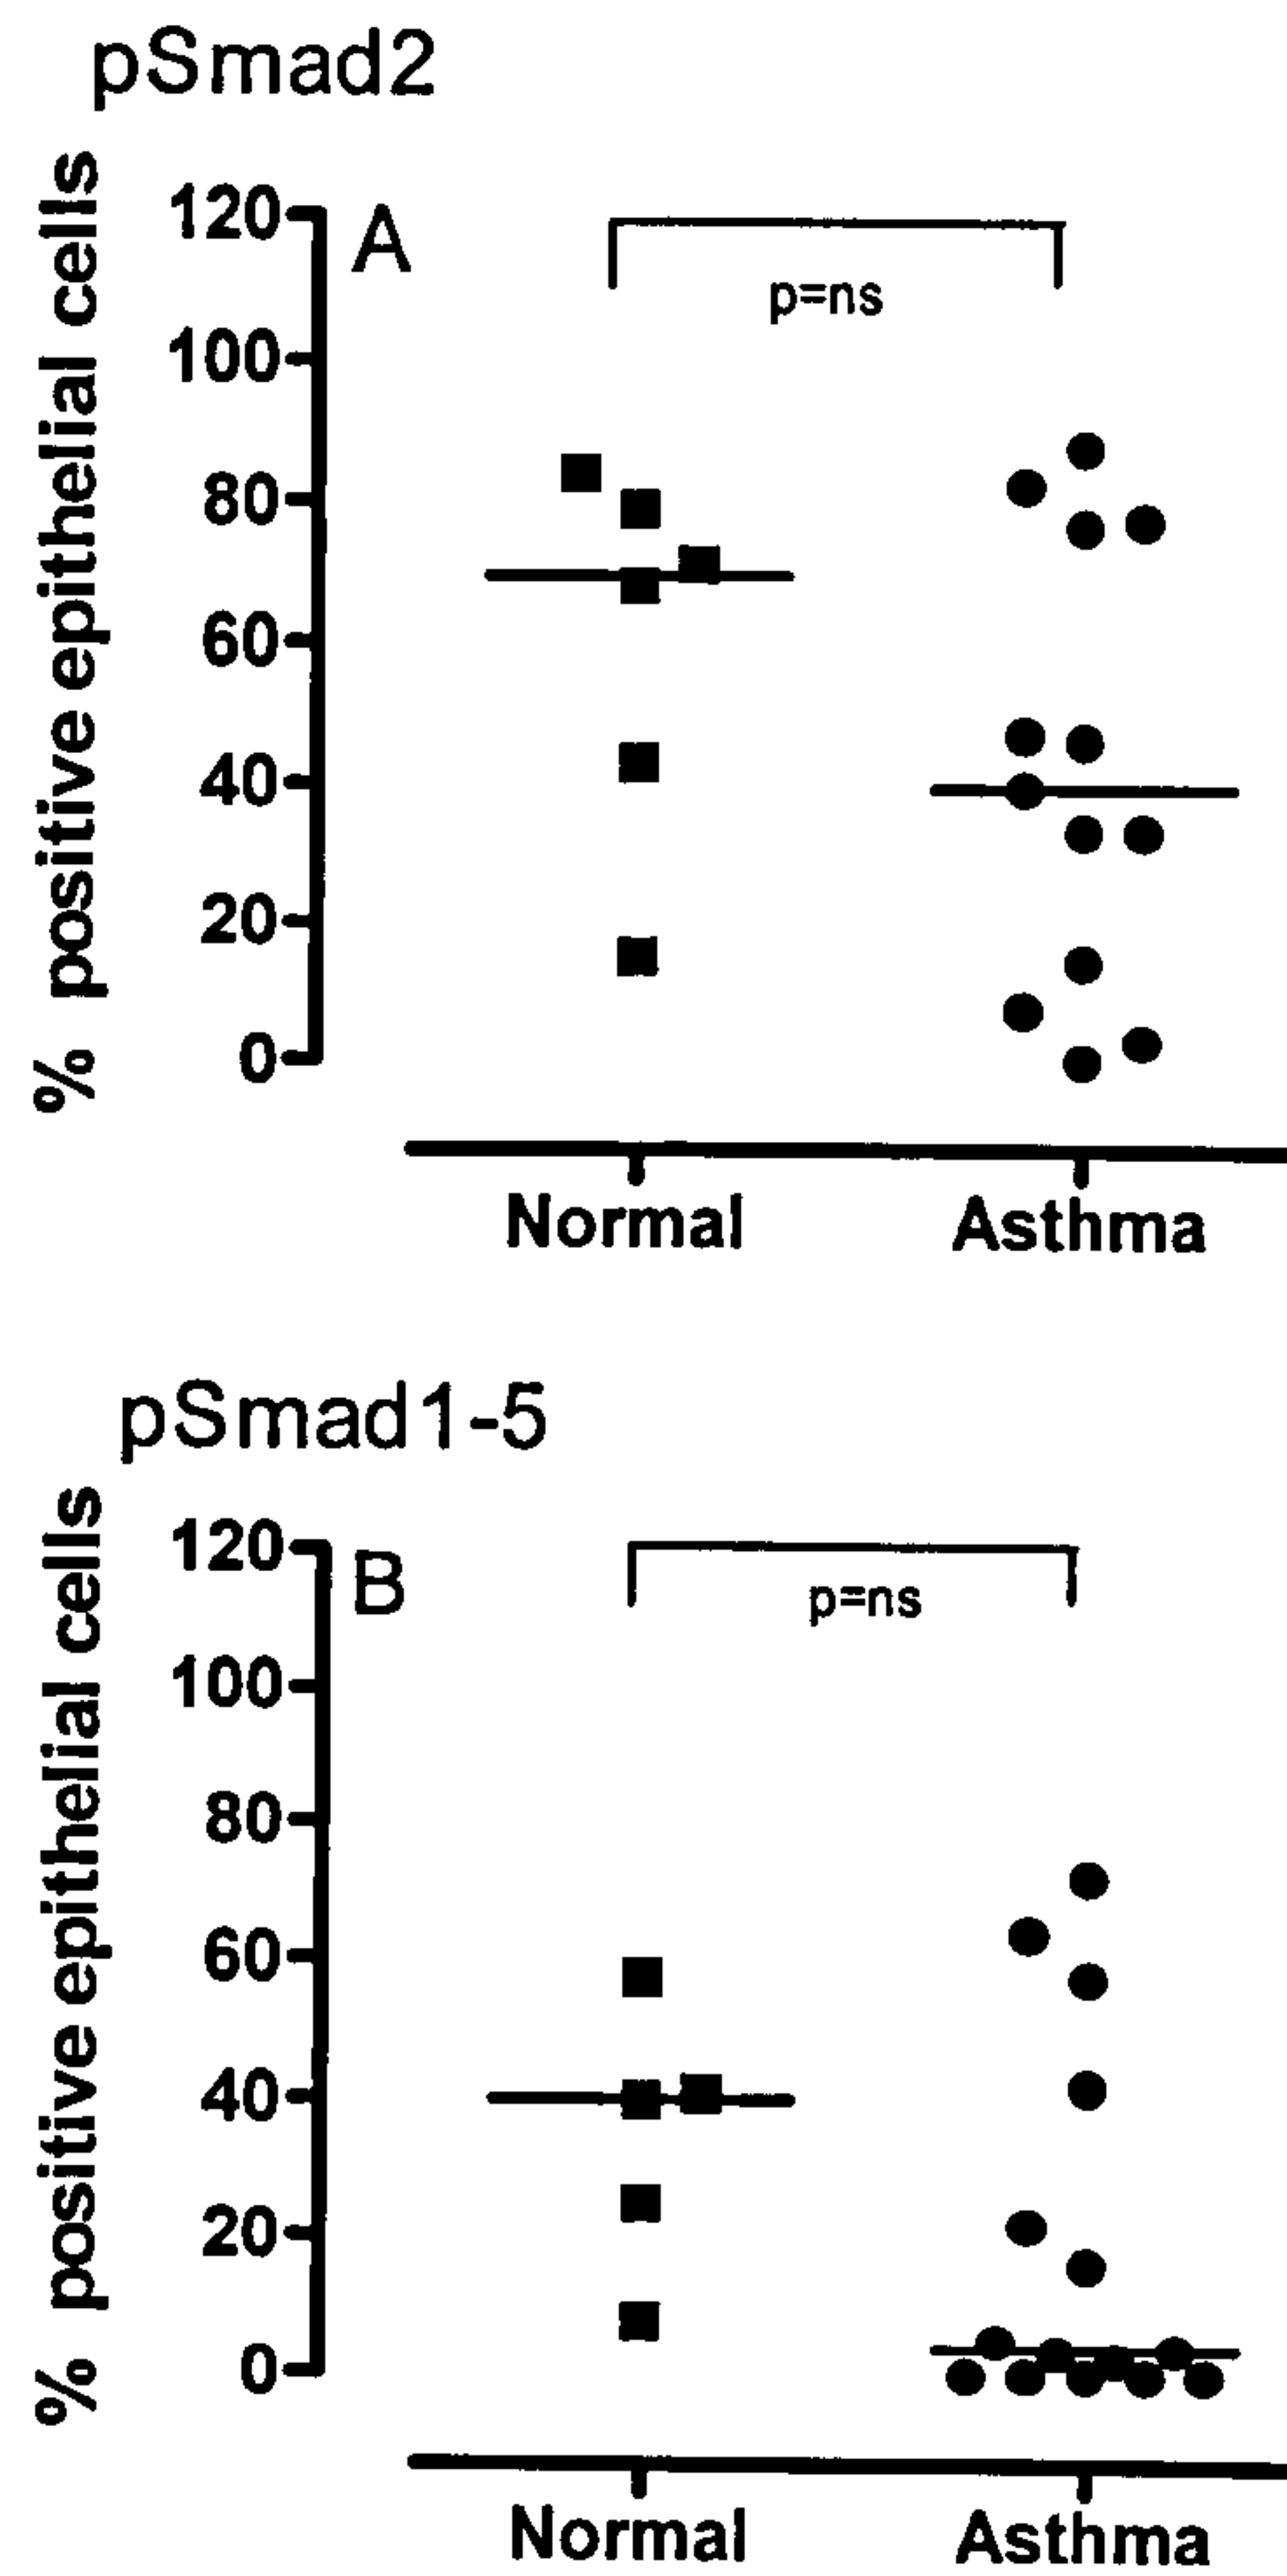 pSmad2
% positive epithelial cells
120
100
80
60
40
20
0
A
p=ns
Normal Asthma
pSmad1-5
% positive epithelial cells
120
100
80
60
40
20
0
B
p=ns
Normal Asthma